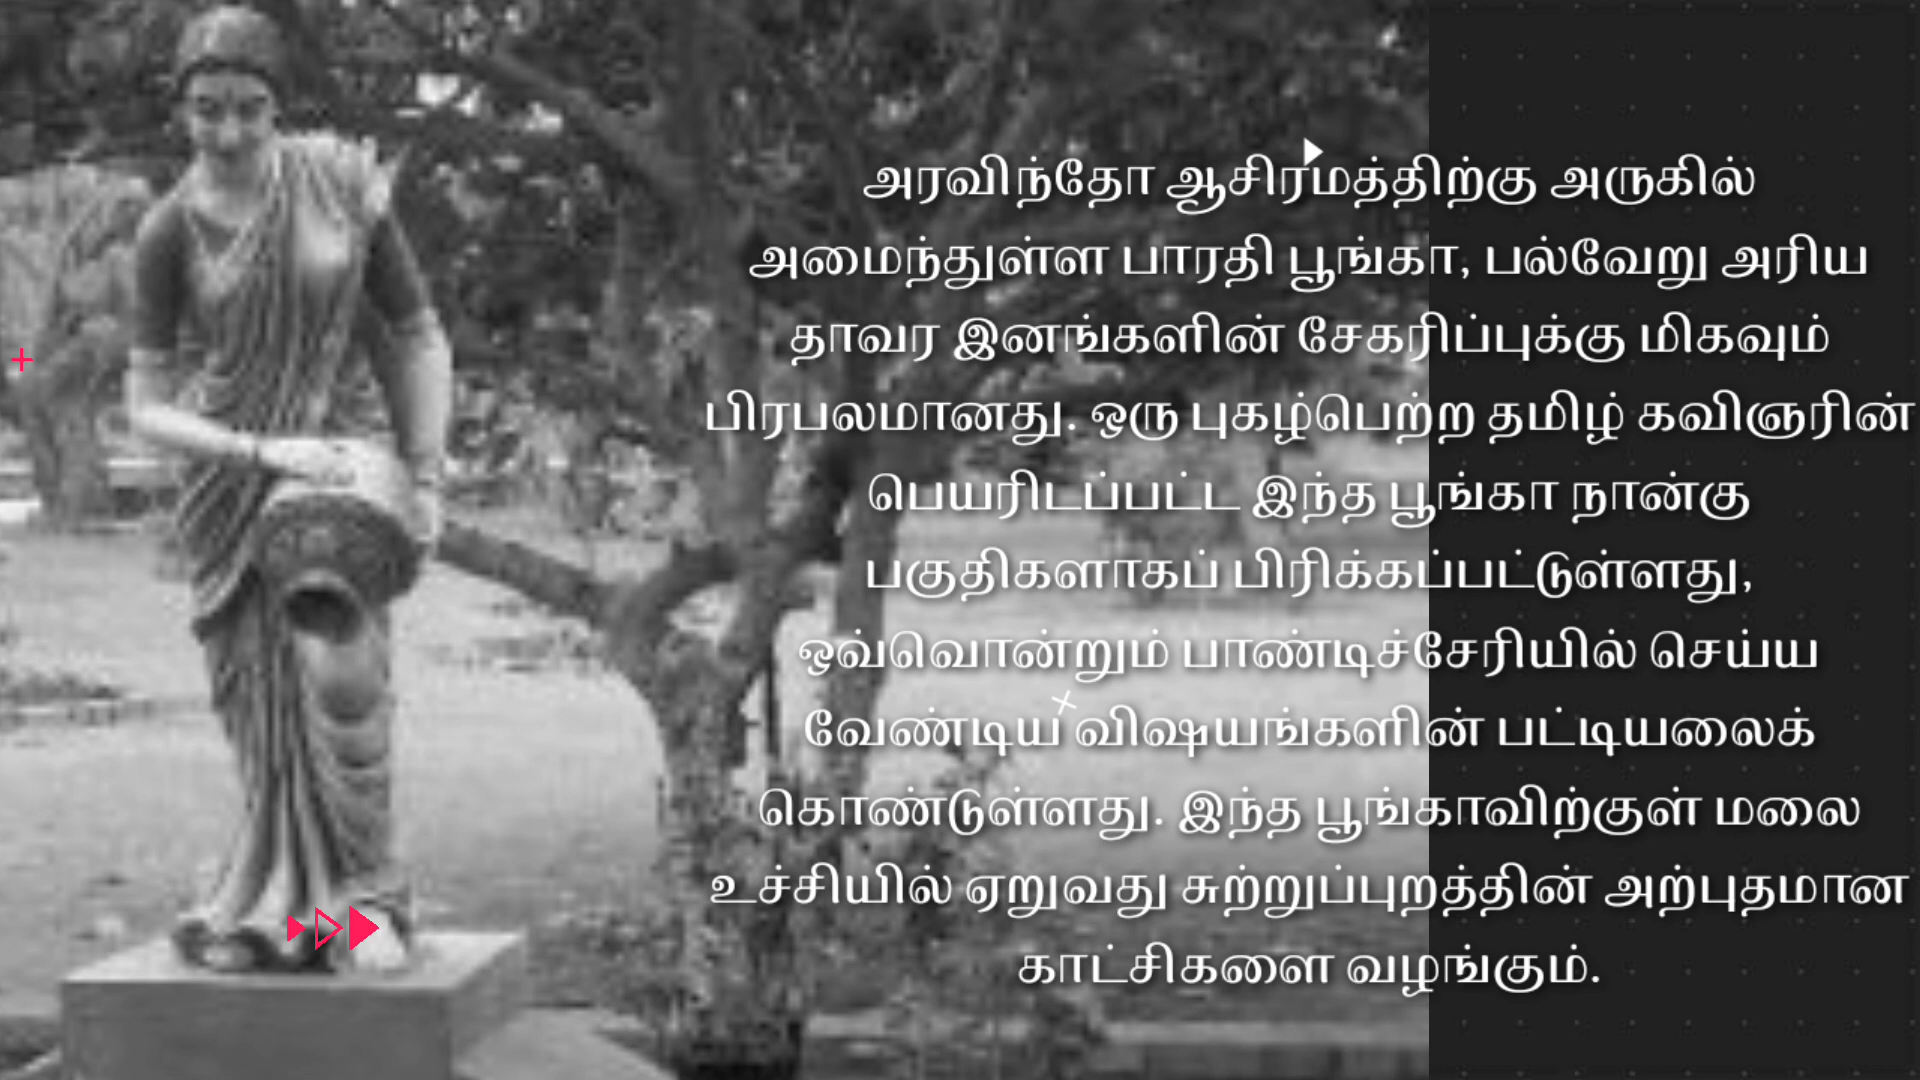 அரவிந்தோ ஆசிரமத்திற்கு அருகில்
அமைந்துள்ள பாரதி பூங்கா, பல்வேறு அரிய
தாவர இனங்களின் சேகரிப்புக்கு மிகவும்
பிரபலமானது. ஒரு புகழ்பெற்ற தமிழ் கவிஞரின்
பெயரிடப்பட்ட இந்த பூங்கா நான்கு
பகுதிகளாகப் பிரிக்கப்பட்டுள்ளது,
ஒவ்வொன்றும் பாண்டிச்சேரியில் செய்ய
வேண்டிய விஷயங்களின் பட்டியலைக்
கொண்டுள்ளது. இந்த பூங்காவிற்குள் மலை
உச்சியில் ஏறுவது சுற்றுப்புறத்தின் அற்புதமான
காட்சிகளை வழங்கும்.